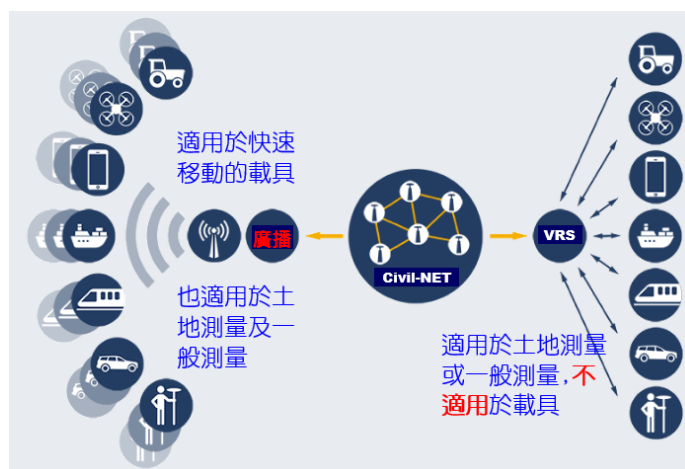 適用於快速
移動的載具
廣播
也適用於土
地測量及一
般測量
Civil-NET
VRS
適用於土地測量
或一般測量,不
適用於載具